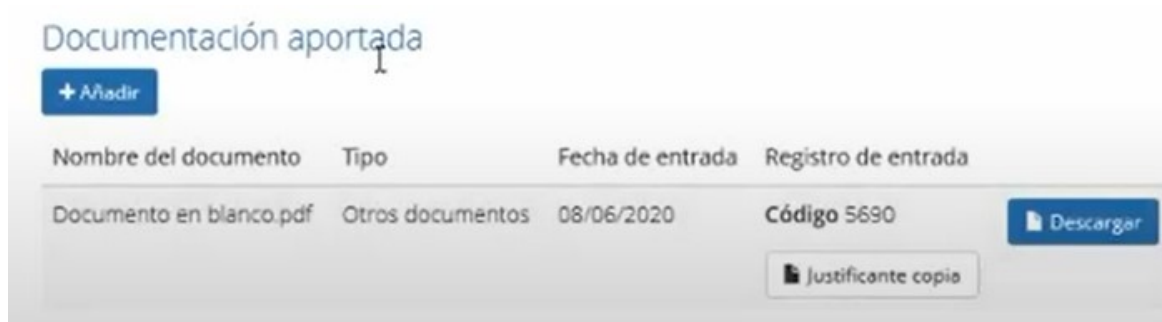 Documentación aportada
+ Añadir
Nombre del documento Tipo Fecha de entrada Registro de entrada
Documento en blanco.pdf Otros documentos 08/06/2020 Código 5690 Descargar
Justificante copia